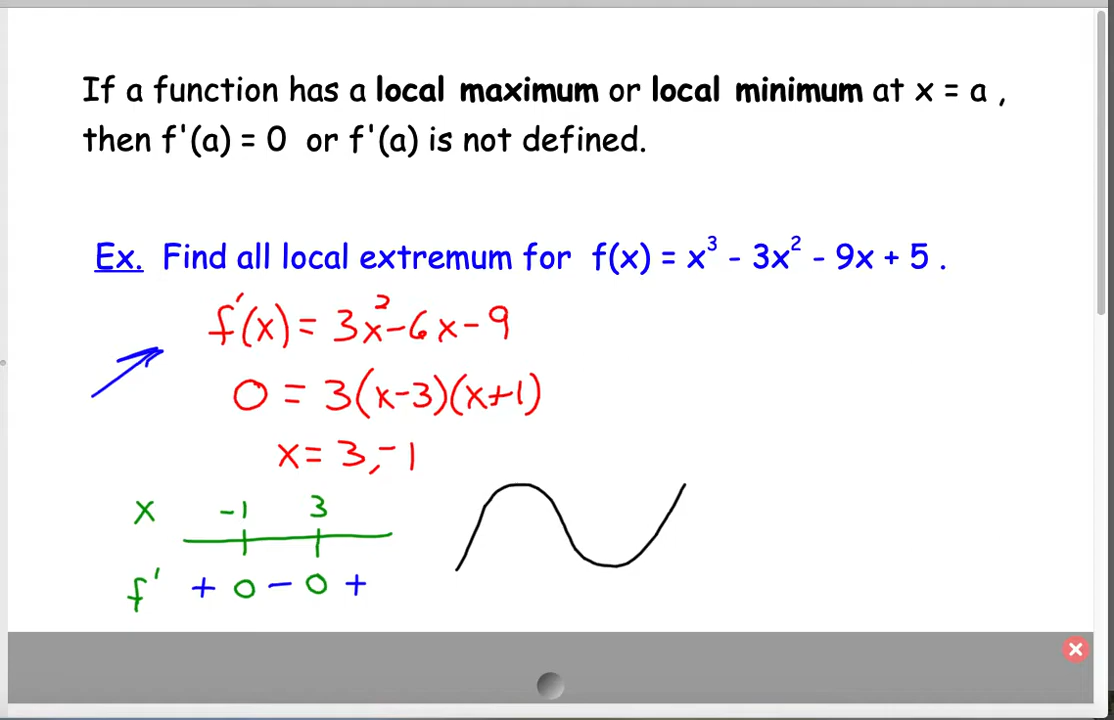 If a function has a local maximum or local minimum at x = a ,
then f'(a) = 0 or f'(a) is not defined.
Ex. Find all local extremum for f(x) = x³ - 3x² - 9x + 5 .
f'(x) = 3x² - 6x - 9
0 = 3(x-3)(x+1)
x = 3, -1
x -1 3
f' + 0 - 0 +